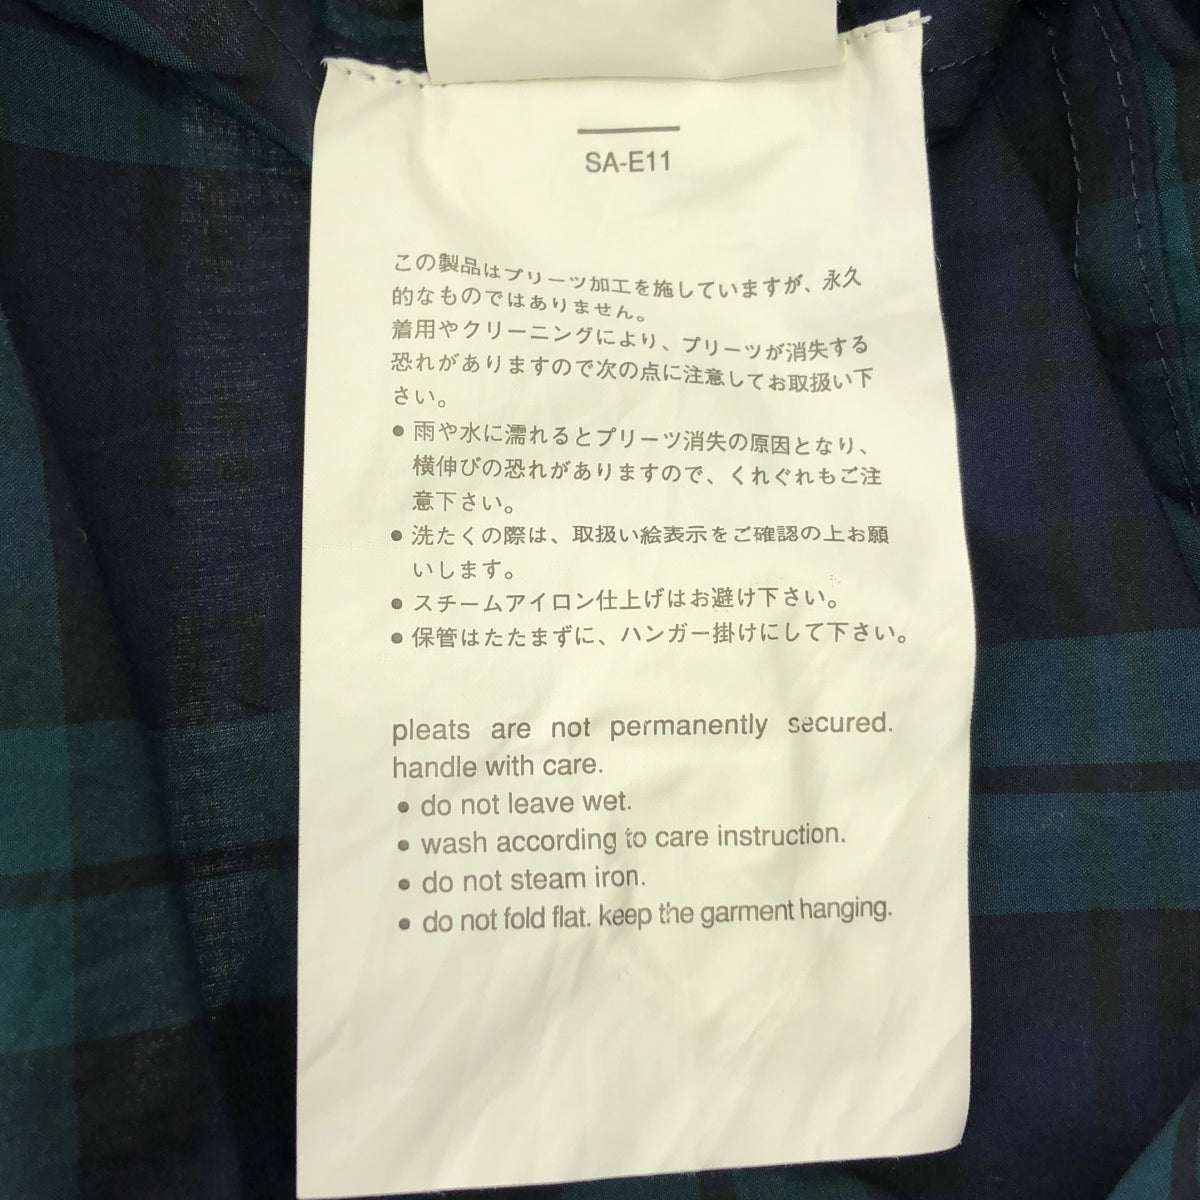 SA-E11
この製品はプリーツ加工を施していますが、永久
的なものではありません。
着用やクリーニングにより、プリーツが消失する
恐れがありますので次の点に注意してお取扱い下
さい。
● 雨や水に濡れるとプリーツ消失の原因となり、
横伸びの恐れがありますので、くれぐれもご注
意下さい。
● 洗たくの際は、取扱い絵表示をご確認の上お願
いします。
● スチームアイロン仕上げはお避け下さい。
● 保管はたたまずに、ハンガー掛けにして下さい。
pleats are not permanently secured.
handle with care.
● do not leave wet.
● wash according to care instruction.
● do not steam iron.
● do not fold flat. keep the garment hanging.